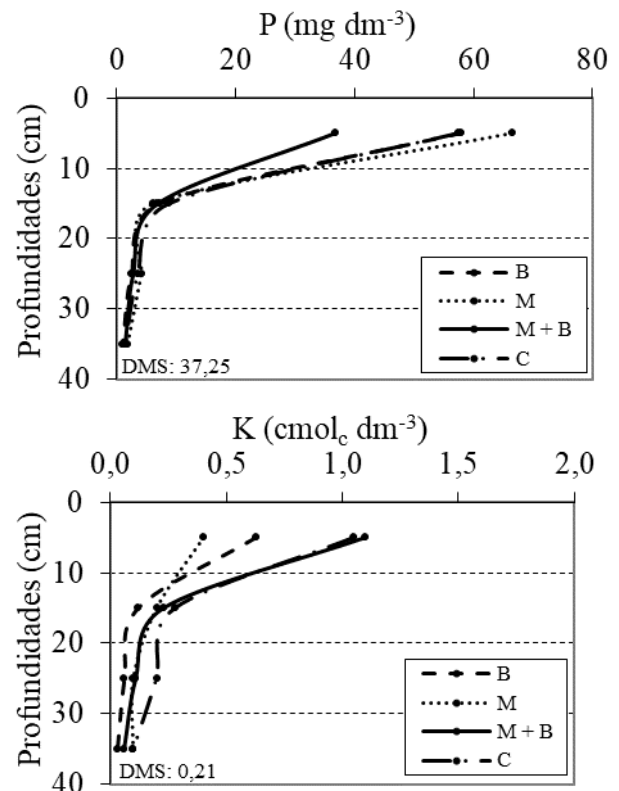 P (mg dm-3)
0 20 40 60 80
Profundidades (cm)
0
10
20
30
40
B
M
M + B
C
DMS: 37,25
K (cmolc dm-3)
0,0 0,5 1,0 1,5 2,0
Profundidades (cm)
0
10
20
30
40
B
M
M + B
C
DMS: 0,21